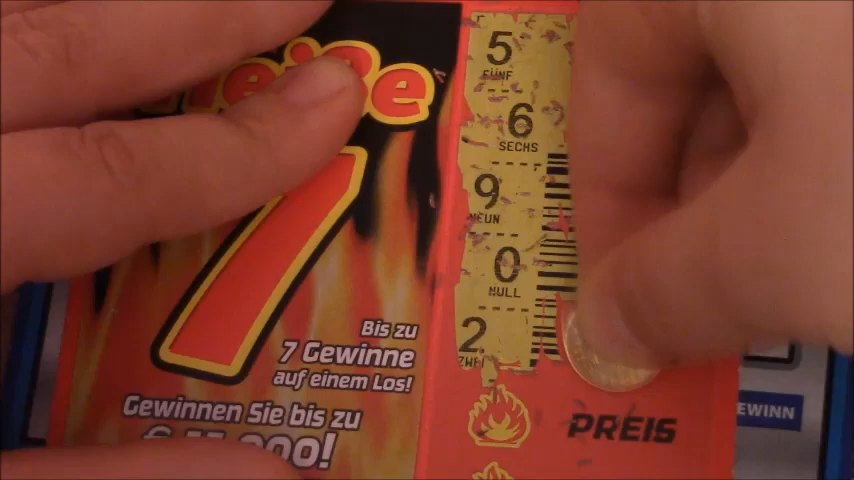 Heiße
7
Bis zu
7 Gewinne
auf einem Los!
Gewinnen Sie bis zu
5
FÜNF
6
SECHS
9
NEUN
0
NULL
2
ZWEI
PREIS